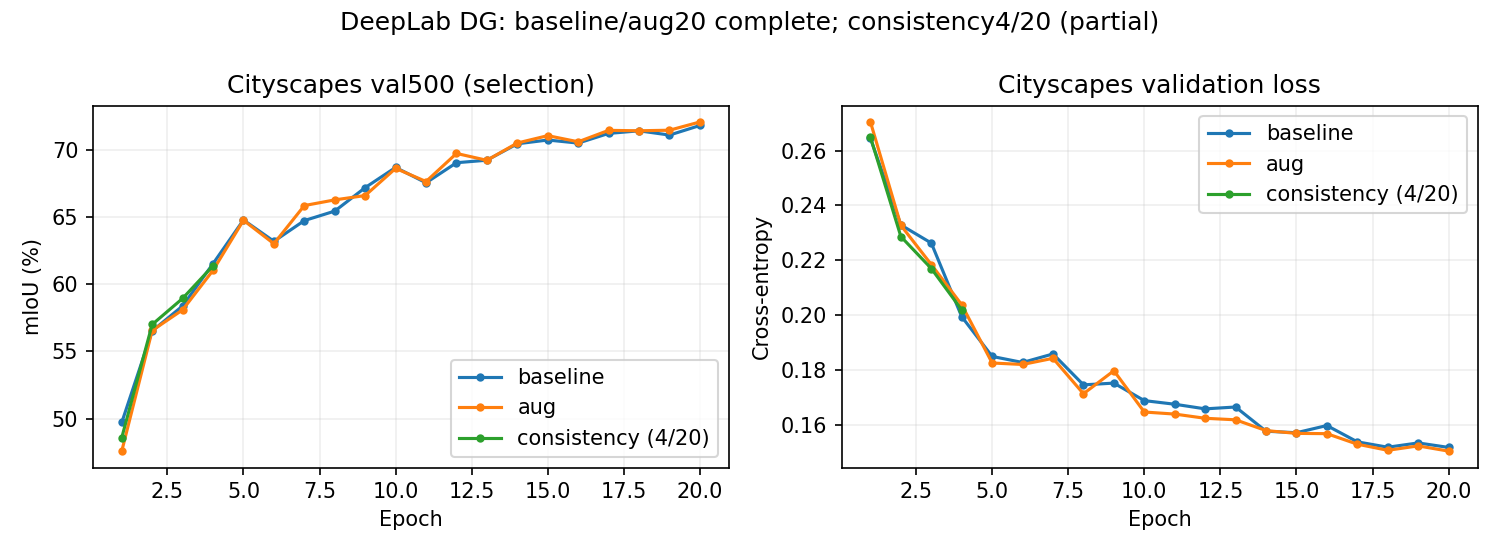 DeepLab DG: baseline/aug20 complete; consistency4/20 (partial)
Cityscapes val500 (selection)
mIoU (%)
70
65
60
55
50
2.5 5.0 7.5 10.0 12.5 15.0 17.5 20.0
Epoch
baseline
aug
consistency (4/20)
Cityscapes validation loss
Cross-entropy
0.26
0.24
0.22
0.20
0.18
0.16
2.5 5.0 7.5 10.0 12.5 15.0 17.5 20.0
Epoch
baseline
aug
consistency (4/20)